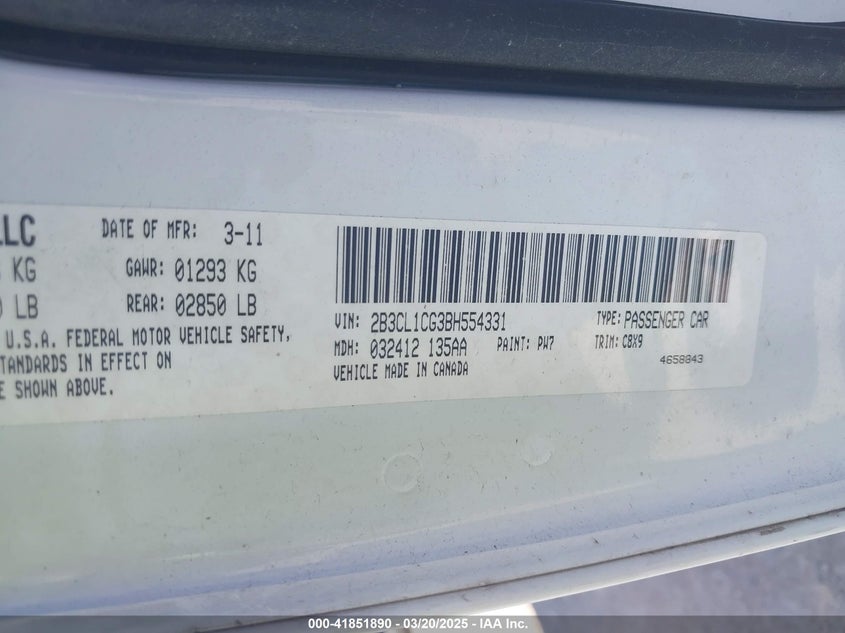 LLC DATE OF MFR: 3-11
KG GAWR: 01293 KG
LB REAR: 02850 LB
U.S.A. FEDERAL MOTOR VEHICLE SAFETY,
TANDARDS IN EFFECT ON
E SHOWN ABOVE.
VIN: 2B3CL1CG3BH554331 TYPE: PASSENGER CAR
MDH: 032412 135AA PAINT: PW7 TRIM: C8X9
VEHICLE MADE IN CANADA 4658843
000-41851890 - 03/20/2025 - IAA Inc.